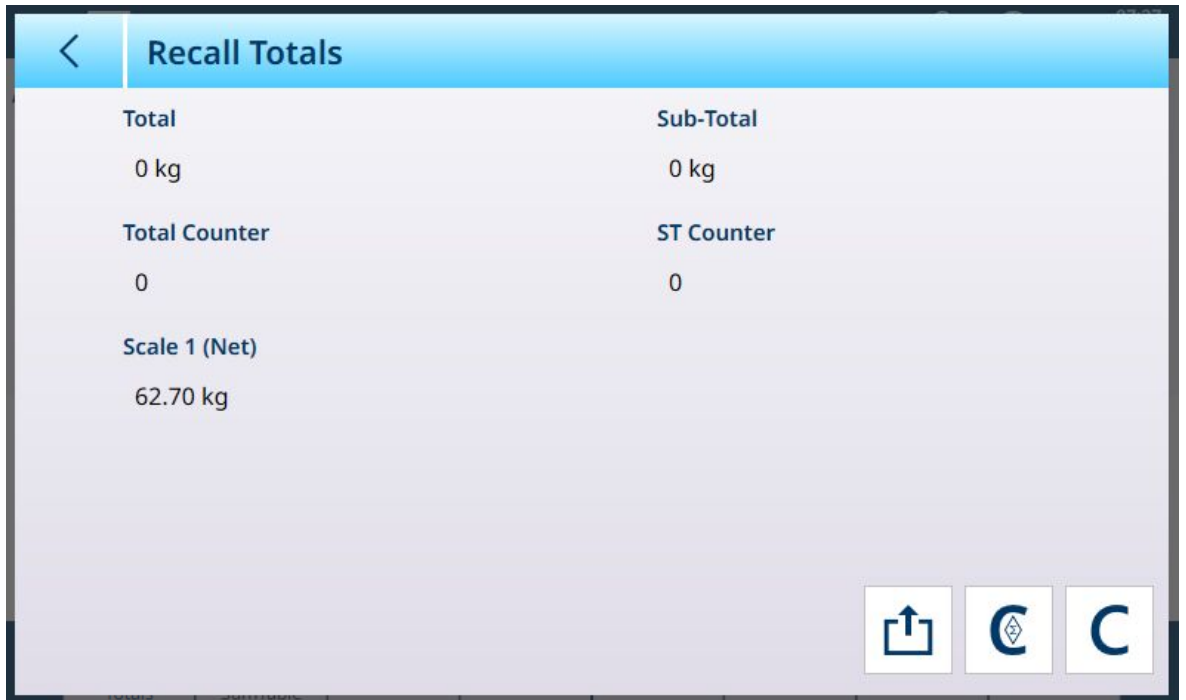 Recall Totals
Total
Sub-Total
0 kg
0 kg
Total Counter
ST Counter
0
0
Scale 1 (Net)
62.70 kg
C
C